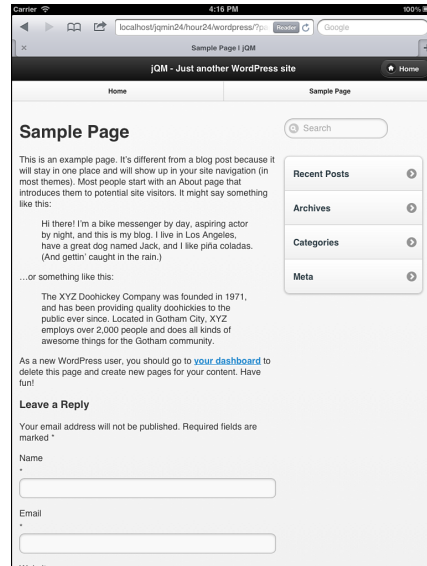 Carrier 4:16 PM 100%
localhost/jqmin24/hour24/wordpress/?pa Reader Google
Sample Page | jQM
jQM - Just another WordPress site Home
Home Sample Page
Sample Page
Search
This is an example page. It's different from a blog post because it
will stay in one place and will show up in your site navigation (in
most themes). Most people start with an About page that
introduces them to potential site visitors. It might say something
like this:
Hi there! I'm a bike messenger by day, aspiring actor
by night, and this is my blog. I live in Los Angeles,
have a great dog named Jack, and I like piña coladas.
(And gettin' caught in the rain.)
…or something like this:
The XYZ Doohickey Company was founded in 1971,
and has been providing quality doohickies to the
public ever since. Located in Gotham City, XYZ
employs over 2,000 people and does all kinds of
awesome things for the Gotham community.
As a new WordPress user, you should go to your dashboard to
delete this page and create new pages for your content. Have
fun!
Recent Posts
Archives
Categories
Meta
Leave a Reply
Your email address will not be published. Required fields are
marked *
Name
*
Email
*